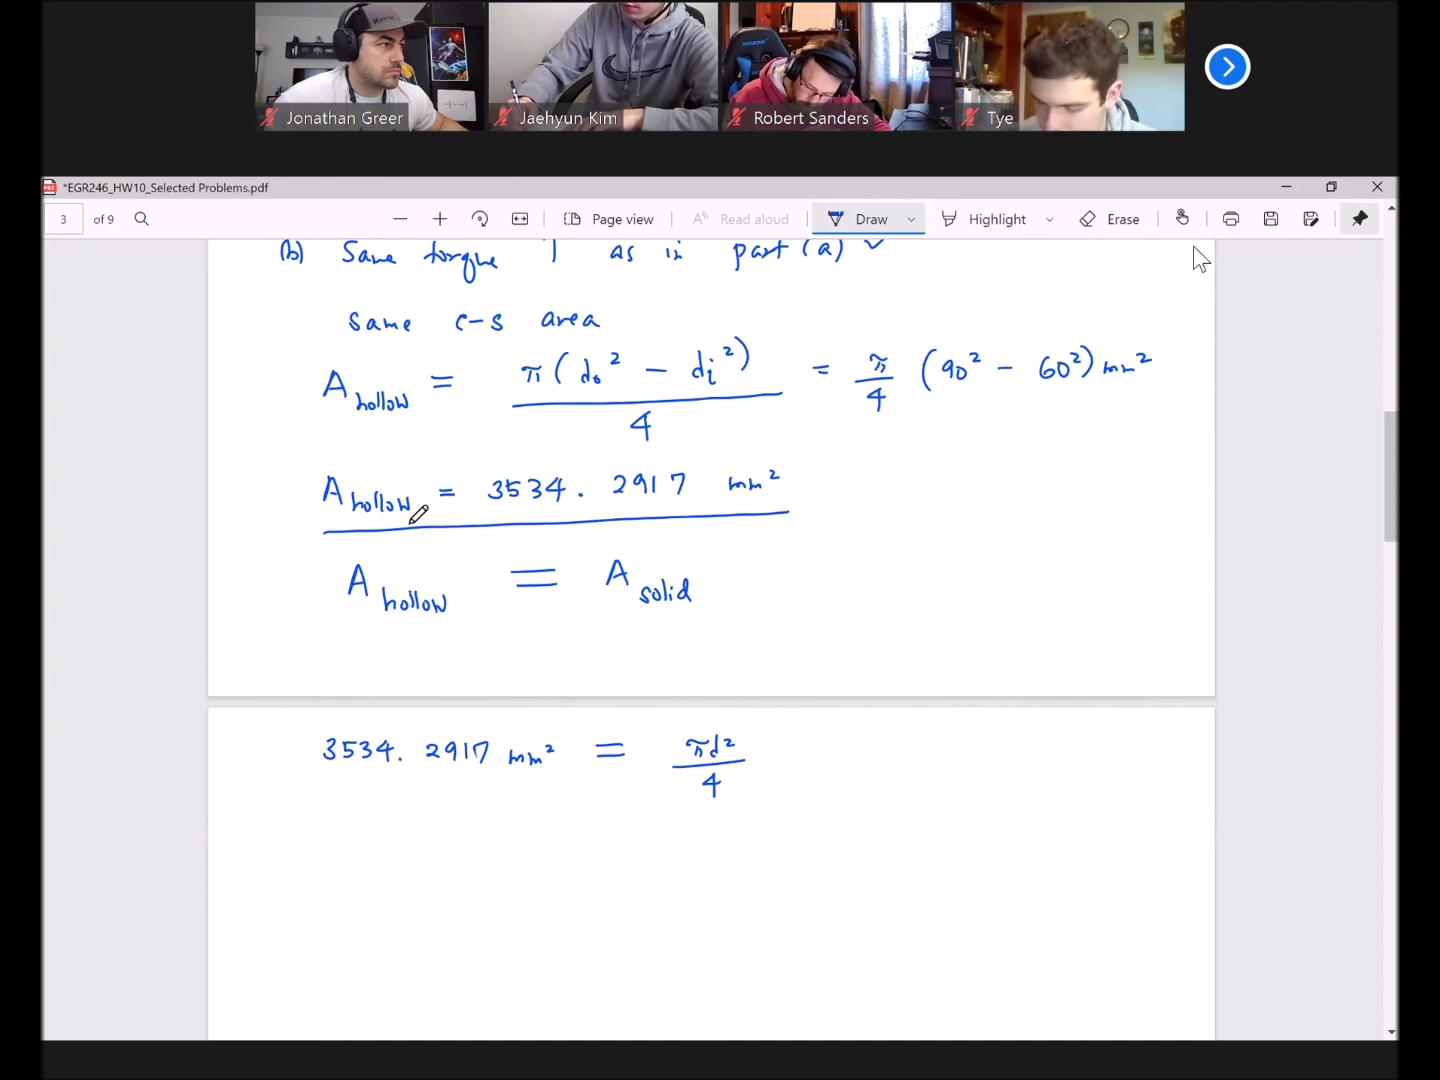 Jonathan Greer
Jaehyun Kim
Robert Sanders
Tye
*EGR246_HW10_Selected Problems.pdf
3 of 9 Page view Read aloud Draw Highlight Erase
(b) Same torque T as in part (a) ✓
same c-s area
A hollow = π(do² - di²) / 4 = π/4 (90² - 60²) mm²
A hollow = 3534.2917 mm²
A hollow = A solid
3534.2917 mm² = πd²/4